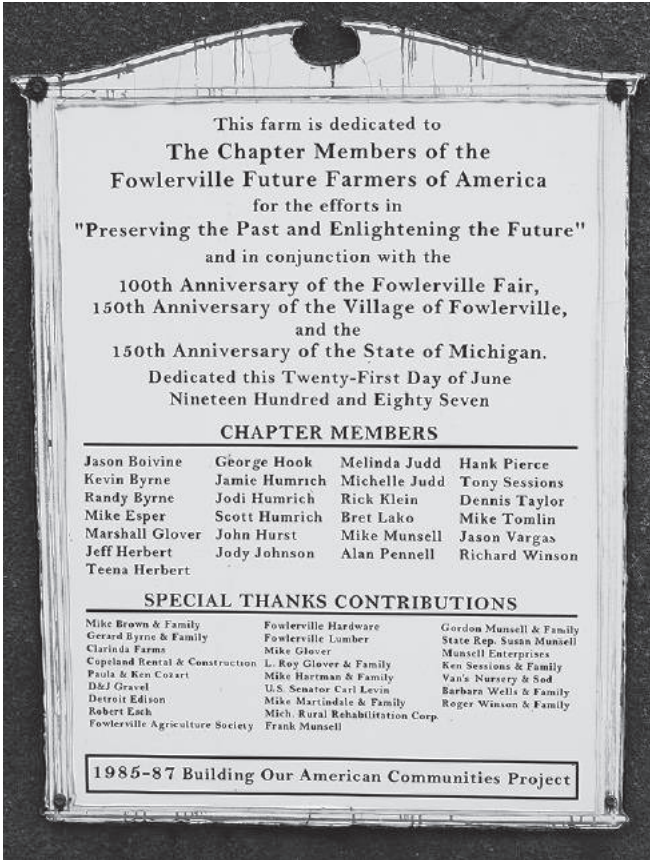 This farm is dedicated to
The Chapter Members of the
Fowlerville Future Farmers of America
for the efforts in
"Preserving the Past and Enlightening the Future"
and in conjunction with the
100th Anniversary of the Fowlerville Fair,
150th Anniversary of the Village of Fowlerville,
and the
150th Anniversary of the State of Michigan.
Dedicated this Twenty-First Day of June
Nineteen Hundred and Eighty Seven
CHAPTER MEMBERS
Jason Boivine George Hook Melinda Judd Hank Pierce
Kevin Byrne Jamie Humrich Michelle Judd Tony Sessions
Randy Byrne Jodi Humrich Rick Klein Dennis Taylor
Mike Esper Scott Humrich Bret Lako Mike Tomlin
Marshall Glover John Hurst Mike Munsell Jason Vargas
Jeff Herbert Jody Johnson Alan Pennell Richard Winson
Teena Herbert
SPECIAL THANKS CONTRIBUTIONS
Mike Brown & Family Fowlerville Hardware Gordon Munsell & Family
Gerard Byrne & Family Fowlerville Lumber State Rep. Susan Munsell
Clarinda Farms Mike Glover Munsell Enterprises
Copeland Rental & Construction L. Roy Glover & Family Ken Sessions & Family
Paula & Ken Cozart Mike Hartman & Family Van's Nursery & Sod
D&J Gravel U.S. Senator Carl Levin Barbara Wells & Family
Detroit Edison Mike Martindale & Family Roger Winson & Family
Robert Esch Mich. Rural Rehabilitation Corp.
Fowlerville Agriculture Society Frank Munsell
1985-87 Building Our American Communities Project